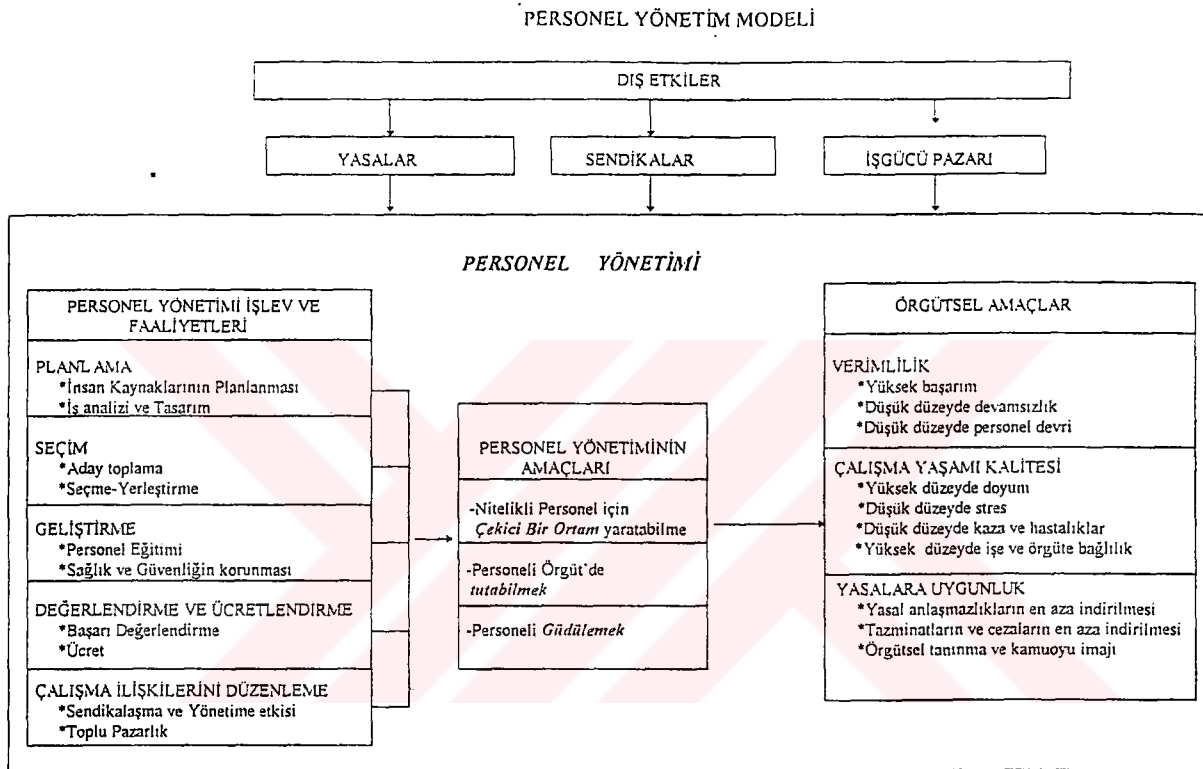 PERSONEL YÖNETİM MODELİ
DIŞ ETKİLER
YASALAR
SENDİKALAR
İŞGÜCÜ PAZARI
PERSONEL YÖNETİMİ
PERSONEL YÖNETİMİ İŞLEV VE
FAALİYETLERİ
PLANLAMA
*İnsan Kaynaklarının Planlanması
*İş analizi ve Tasarım
SEÇİM
*Aday toplama
*Seçme-Yerleştirme
GELİŞTİRME
*Personel Eğitimi
*Sağlık ve Güvenliğin korunması
DEĞERLENDİRME VE ÜCRETLENDİRME
*Başarı Değerlendirme
*Ücret
ÇALIŞMA İLİŞKİLERİNİ DÜZENLEME
*Sendikalaşma ve Yönetime etkisi
*Toplu Pazarlık
PERSONEL YÖNETİMİNİN
AMAÇLARI
-Nitelikli Personel için
Çekici Bir Ortam yaratabilme
-Personeli Örgüt'de
tutabilmek
-Personeli Güdülemek
ÖRGÜTSEL AMAÇLAR
VERİMLİLİK
*Yüksek başarım
*Düşük düzeyde devamsızlık
*Düşük düzeyde personel devri
ÇALIŞMA YAŞAMI KALİTESİ
*Yüksek düzeyde doyum
*Düşük düzeyde stres
*Düşük düzeyde kaza ve hastalıklar
*Yüksek düzeyde işe ve örgüte bağlılık
YASALARA UYGUNLUK
*Yasal anlaşmazlıkların en aza indirilmesi
*Tazminatların ve cezaların en aza indirilmesi
*Örgütsel tanınma ve kamuoyu imajı